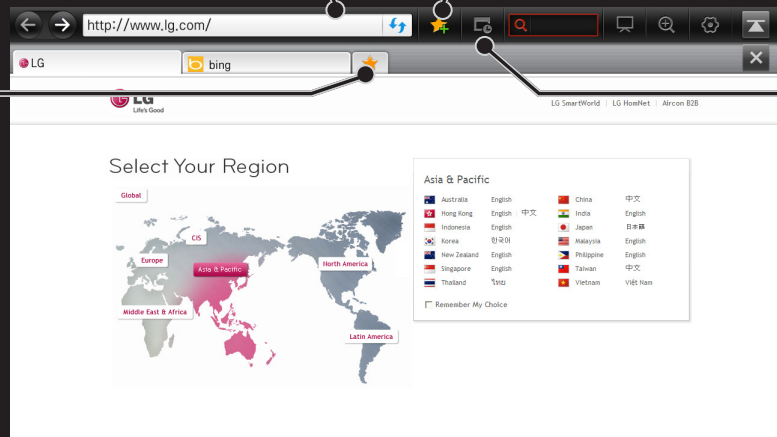 http://www.lg.com/
LG
bing
LG
Life's Good
LG SmartWorld | LG HomNet | Aircon B2B
Select Your Region
Global
CIS
Europe
Asia & Pacific
North America
Middle East & Africa
Latin America
Asia & Pacific
Australia English China 中文
Hong Kong English | 中文 India English
Indonesia English Japan 日本語
Korea 한국어 Malaysia English
New Zealand English Philippine English
Singapore English Taiwan 中文
Thailand ไทย Vietnam Việt Nam
Remember My Choice